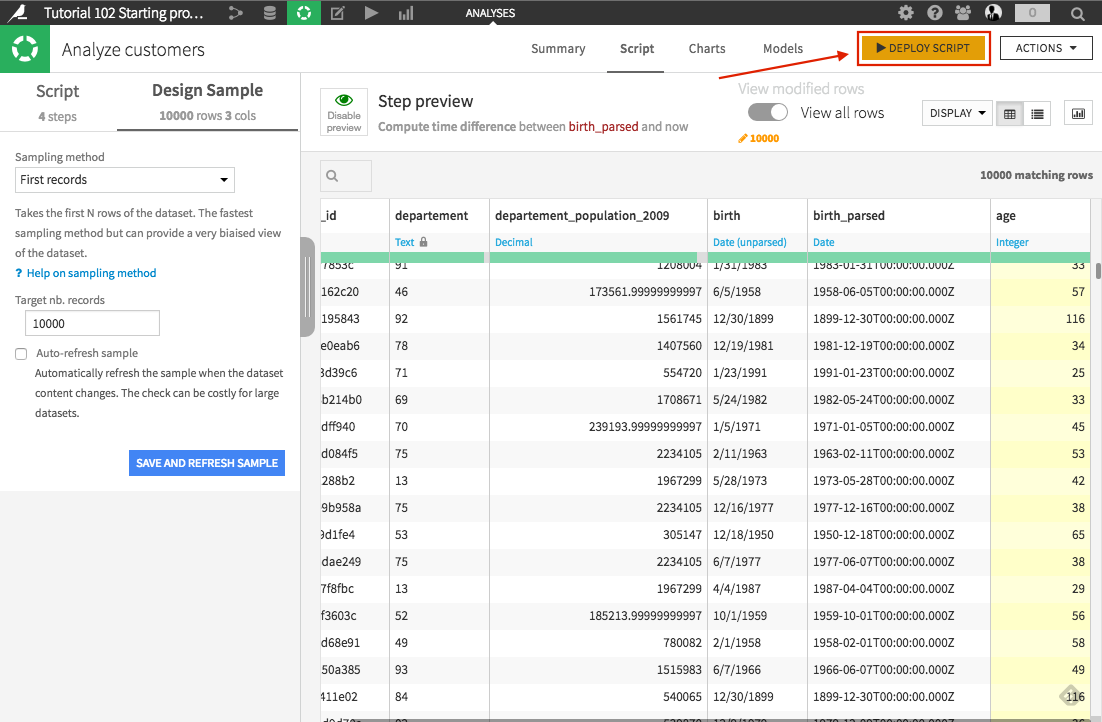 Tutorial 102 Starting pro... ANALYSES 0
Analyze customers Summary Script Charts Models DEPLOY SCRIPT ACTIONS
Script Design Sample
4 steps 10000 rows 3 cols
Sampling method
First records
Takes the first N rows of the dataset. The fastest
sampling method but can provide a very biaised view
of the dataset.
? Help on sampling method
Target nb. records
10000
Auto-refresh sample
Automatically refresh the sample when the dataset
content changes. The check can be costly for large
datasets.
SAVE AND REFRESH SAMPLE
Disable
preview
Step preview
Compute time difference between birth_parsed and now
View modified rows
View all rows
10000
DISPLAY
10000 matching rows
_id departement departement_population_2009 birth birth_parsed age
Text Decimal Date (unparsed) Date Integer
7853c 91 1208004 1/31/1983 1983-01-31T00:00:00.000Z 33
162c20 46 173561.99999999997 6/5/1958 1958-06-05T00:00:00.000Z 57
195843 92 1561745 12/30/1899 1899-12-30T00:00:00.000Z 116
e0eab6 78 1407560 12/19/1981 1981-12-19T00:00:00.000Z 34
3d39c6 71 554720 1/23/1991 1991-01-23T00:00:00.000Z 25
b214b0 69 1708671 5/24/1982 1982-05-24T00:00:00.000Z 33
dff940 70 239193.99999999997 1/5/1971 1971-01-05T00:00:00.000Z 45
d084f5 75 2234105 2/11/1963 1963-02-11T00:00:00.000Z 53
288b2 13 1967299 5/28/1973 1973-05-28T00:00:00.000Z 42
9b958a 75 2234105 12/16/1977 1977-12-16T00:00:00.000Z 38
9d1fe4 53 305147 12/18/1950 1950-12-18T00:00:00.000Z 65
dae249 75 2234105 6/7/1977 1977-06-07T00:00:00.000Z 38
7f8fbc 13 1967299 4/4/1987 1987-04-04T00:00:00.000Z 29
f3603c 52 185213.99999999997 10/1/1959 1959-10-01T00:00:00.000Z 56
d68e91 49 780082 2/1/1958 1958-02-01T00:00:00.000Z 58
50a385 93 1515983 6/7/1966 1966-06-07T00:00:00.000Z 49
411e02 84 540065 12/30/1899 1899-12-30T00:00:00.000Z 116